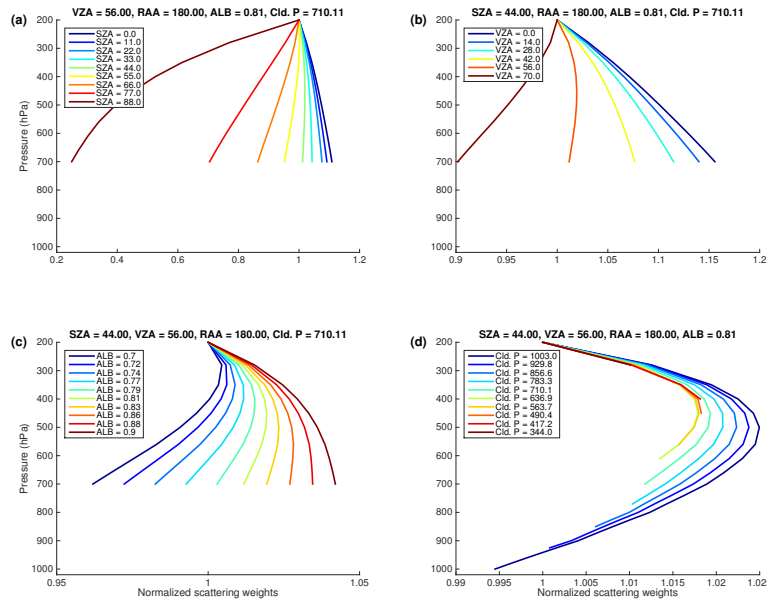 (a)
VZA = 56.00, RAA = 180.00, ALB = 0.81, Cld. P = 710.11
200
300
400
500
600
700
800
900
1000
Pressure (hPa)
SZA = 0.0
SZA = 11.0
SZA = 22.0
SZA = 33.0
SZA = 44.0
SZA = 55.0
SZA = 66.0
SZA = 77.0
SZA = 88.0
0.2 0.4 0.6 0.8 1 1.2
(b)
SZA = 44.00, RAA = 180.00, ALB = 0.81, Cld. P = 710.11
200
300
400
500
600
700
800
900
1000
VZA = 0.0
VZA = 14.0
VZA = 28.0
VZA = 42.0
VZA = 56.0
VZA = 70.0
0.9 0.95 1 1.05 1.1 1.15 1.2
(c)
SZA = 44.00, VZA = 56.00, RAA = 180.00, Cld. P = 710.11
200
300
400
500
600
700
800
900
1000
Pressure (hPa)
ALB = 0.7
ALB = 0.72
ALB = 0.74
ALB = 0.77
ALB = 0.79
ALB = 0.81
ALB = 0.83
ALB = 0.86
ALB = 0.88
ALB = 0.9
0.95 1 1.05
Normalized scattering weights
(d)
SZA = 44.00, VZA = 56.00, RAA = 180.00, ALB = 0.81
200
300
400
500
600
700
800
900
1000
Cld. P = 1003.0
Cld. P = 929.8
Cld. P = 856.6
Cld. P = 783.3
Cld. P = 710.1
Cld. P = 636.9
Cld. P = 563.7
Cld. P = 490.4
Cld. P = 417.2
Cld. P = 344.0
0.99 0.995 1 1.005 1.01 1.015 1.02 1.02
Normalized scattering weights